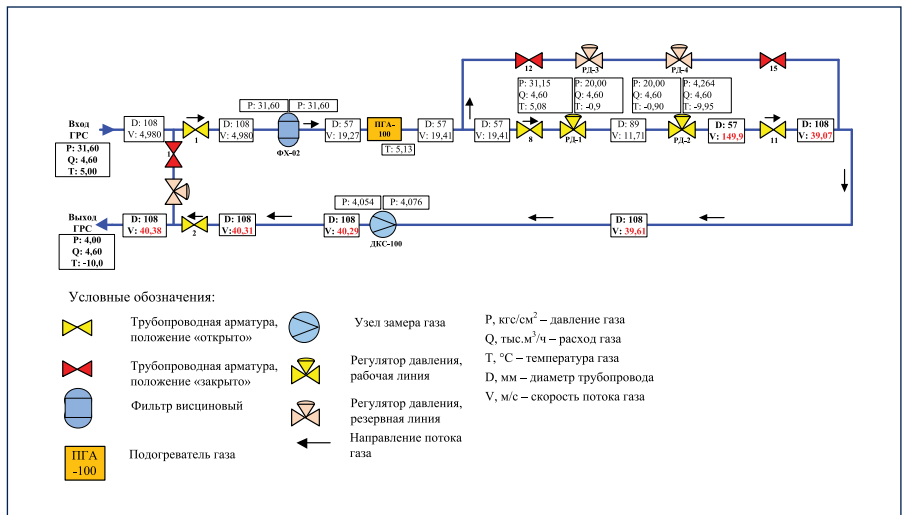 12
РД-3
РД-4
15
P: 31,15
Q: 4,60
T: 5,08
P: 20,00
Q: 4,60
T: -0,9
P: 20,00
Q: 4,60
T: -0,90
P: 4,264
Q: 4,60
T: -9,95
P: 31,60
P: 31,60
Вход
ГРС
D: 108
V: 4,980
1
D: 108
V: 4,980
ФХ-02
D: 57
V: 19,27
ПГА-
100
D: 57
V: 19,41
D: 57
V: 19,41
8
РД-1
D: 89
V: 11,71
РД-2
D: 57
V: 149,9
11
D: 108
V: 39,07
P: 31,60
Q: 4,60
T: 5,00
T: 5,13
P: 4,054
P: 4,076
Выход
ГРС
D: 108
V: 40,38
2
D: 108
V:40,31
D: 108
V: 40,29
ДКС-100
D: 108
V: 39,61
P: 4,00
Q: 4,60
T: -10,0
Условные обозначения:
Трубопроводная арматура,
положение «открыто»
Трубопроводная арматура,
положение «закрыто»
Фильтр висциновый
ПГА
-100
Подогреватель газа
Узел замера газа
Регулятор давления,
рабочая линия
Регулятор давления,
резервная линия
Направление потока
газа
P, кгс/см² – давление газа
Q, тыс.м³/ч – расход газа
T, °C – температура газа
D, мм – диаметр трубопровода
V, м/с – скорость потока газа